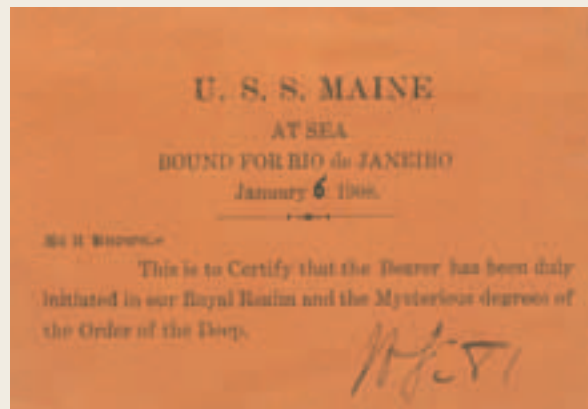 U. S. S. MAINE
AT SEA
BOUND FOR RIO de JANEIRO
January 6 1908.
This is to Certify that the Bearer has been duly
initiated in our Royal Realm and the Mysterious degrees of
the Order of the Deep.